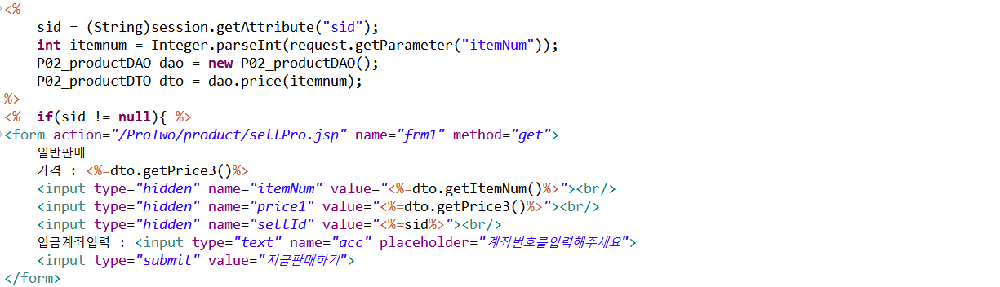 <%
sid = (String)session.getAttribute("sid");
int itemnum = Integer.parseInt(request.getParameter("itemNum"));
P02_productDAO dao = new P02_productDAO();
P02_productDTO dto = dao.price(itemnum);
%>
<% if(sid != null){ %>
<form action="/ProTwo/product/sellPro.jsp" name="frm1" method="get">
일반판매
가격 : <%=dto.getPrice3()%>
<input type="hidden" name="itemNum" value="<%=dto.getItemNum()%>"><br/>
<input type="hidden" name="price1" value="<%=dto.getPrice3()%>"><br/>
<input type="hidden" name="sellId" value="<%=sid%>"><br/>
입금계좌입력 : <input type="text" name="acc" placeholder="계좌번호를입력해주세요">
<input type="submit" value="지금판매하기">
</form>